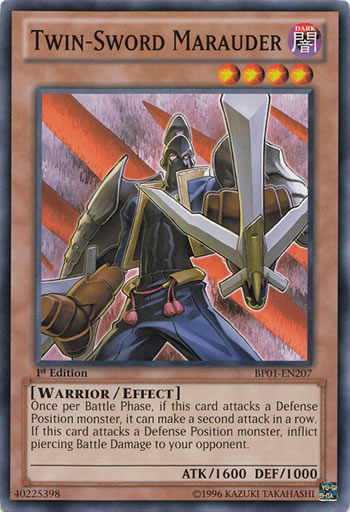 TWIN-SWORD MARAUDER
DARK
闇
1st Edition
BP01-EN207
[WARRIOR / EFFECT]
Once per Battle Phase, if this card attacks a Defense
Position monster, it can make a second attack in a row.
If this card attacks a Defense Position monster, inflict
piercing Battle Damage to your opponent.
ATK/1600 DEF/1000
40225398
©1996 KAZUKI TAKAHASHI